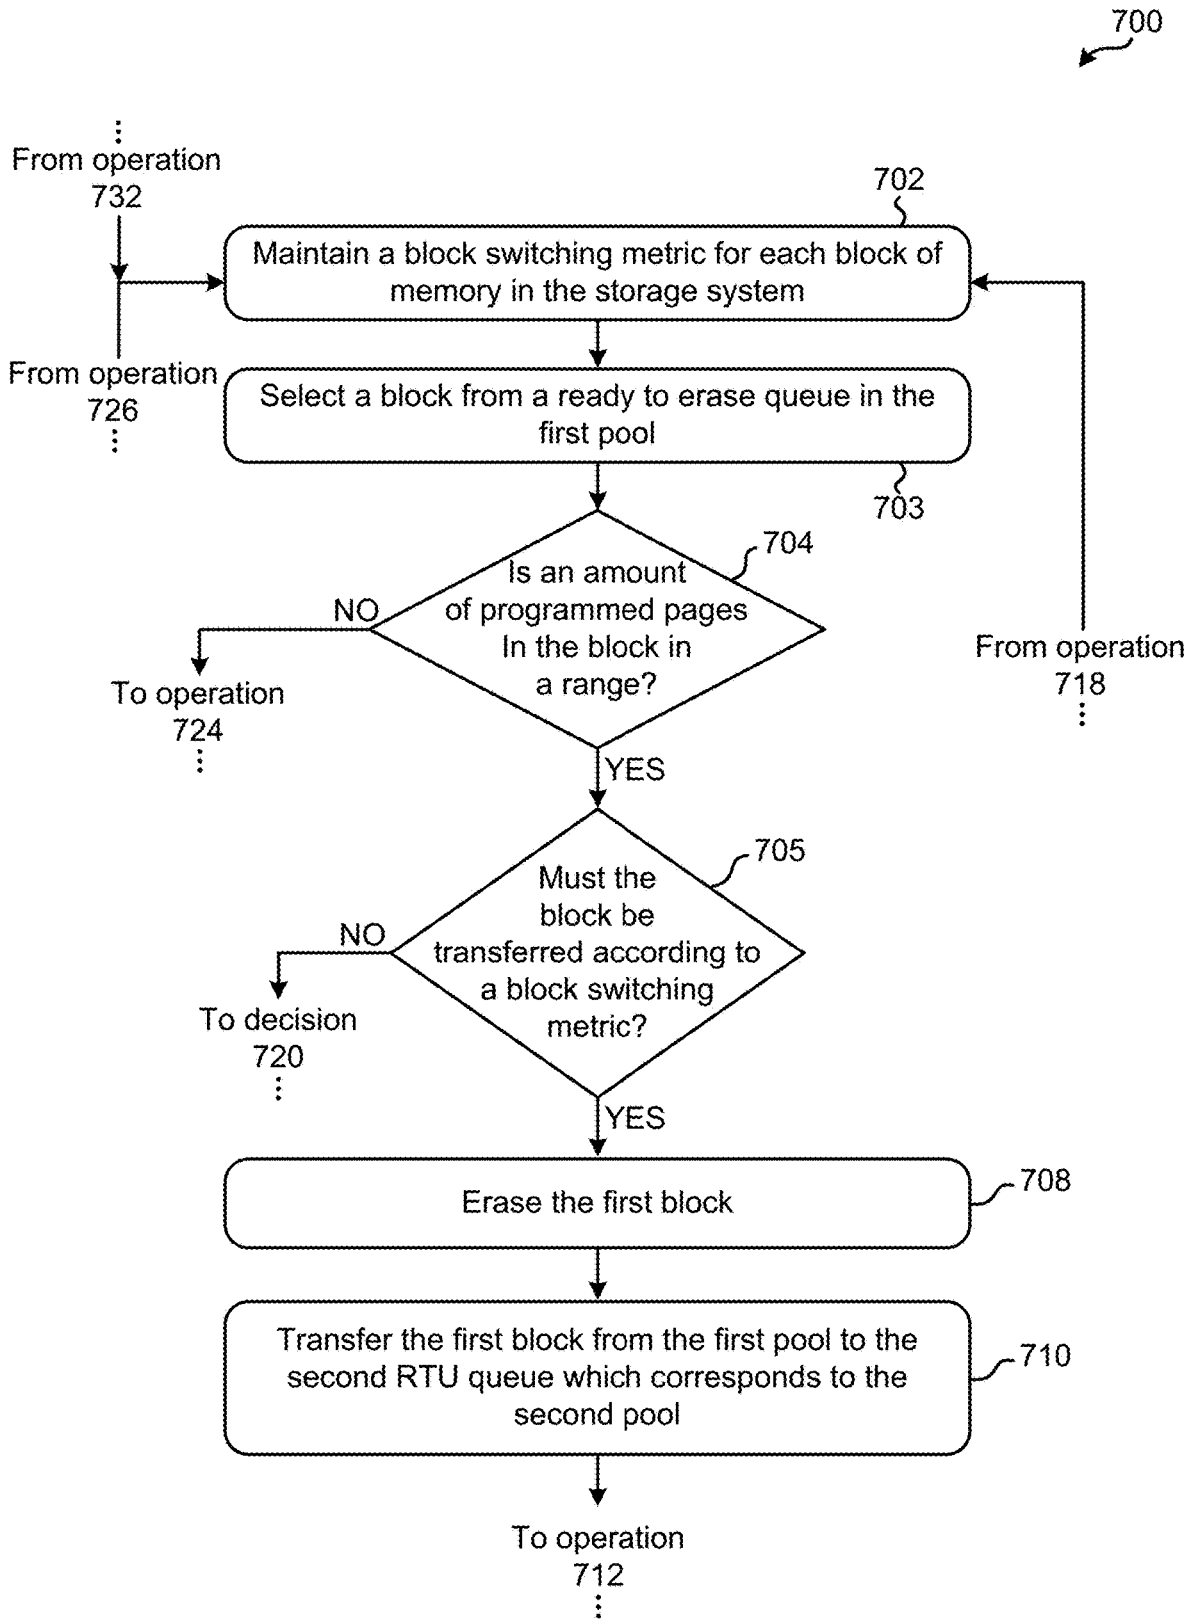 700
From operation
732
702
Maintain a block switching metric for each block of
memory in the storage system
From operation
726
Select a block from a ready to erase queue in the
first pool
703
704
Is an amount
of programmed pages
In the block in
a range?
NO
To operation
724
From operation
718
YES
705
Must the
block be
transferred according to
a block switching
metric?
NO
To decision
720
YES
708
Erase the first block
710
Transfer the first block from the first pool to the
second RTU queue which corresponds to the
second pool
To operation
712